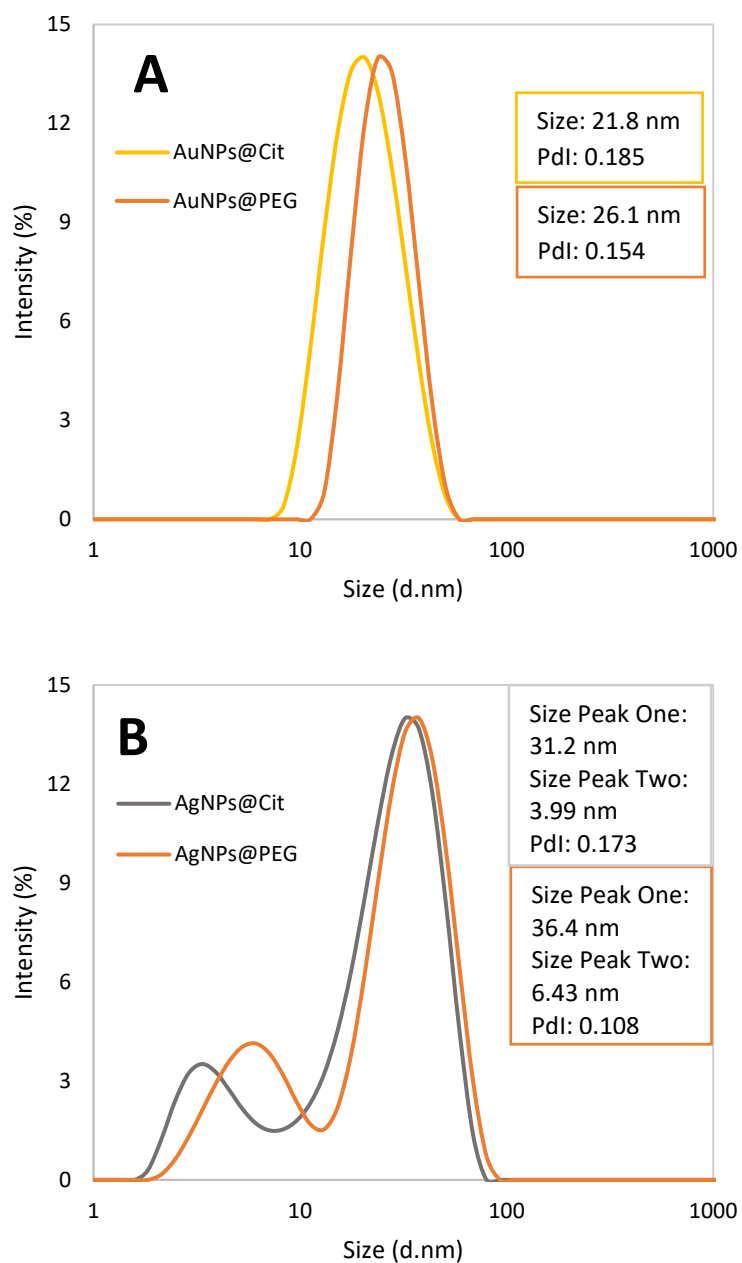 15
A
12
AuNPs@Cit
AuNPs@PEG
Size: 21.8 nm
PdI: 0.185
Size: 26.1 nm
PdI: 0.154
9
6
3
0
Intensity (%)
1
10
100
1000
Size (d.nm)
15
B
12
AgNPs@Cit
AgNPs@PEG
Size Peak One:
31.2 nm
Size Peak Two:
3.99 nm
PdI: 0.173
Size Peak One:
36.4 nm
Size Peak Two:
6.43 nm
PdI: 0.108
9
6
3
0
Intensity (%)
1
10
100
1000
Size (d.nm)